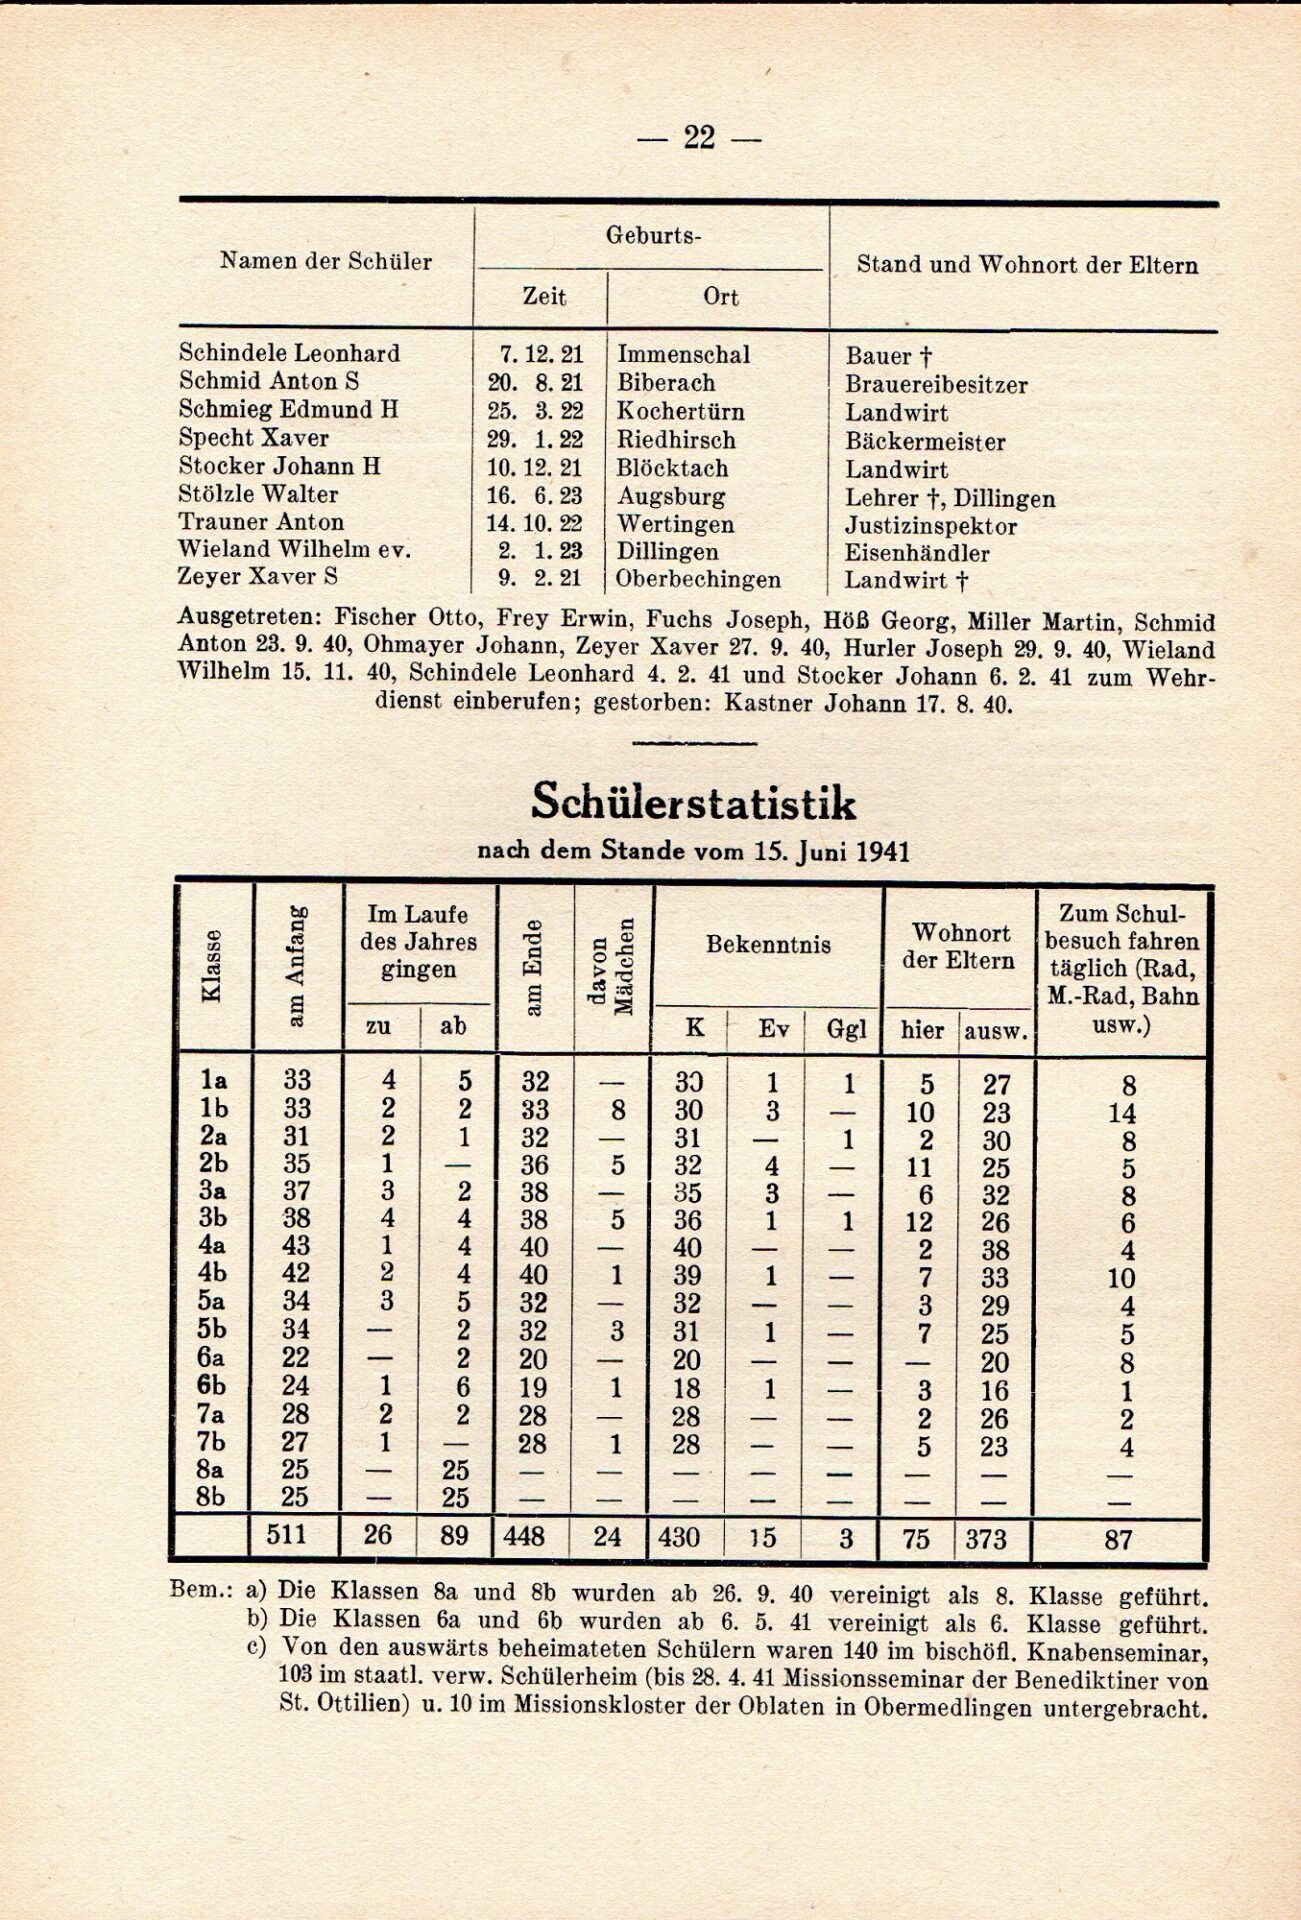 — 22 —
Namen der Schüler Geburts- Stand und Wohnort der Eltern
Zeit Ort
Schindele Leonhard 7. 12. 21 Immenschal Bauer †
Schmid Anton S 20. 8. 21 Biberach Brauereibesitzer
Schmieg Edmund H 25. 3. 22 Kochertürn Landwirt
Specht Xaver 29. 1. 22 Riedhirsch Bäckermeister
Stocker Johann H 10. 12. 21 Blöcktach Landwirt
Stölzle Walter 16. 6. 23 Augsburg Lehrer †, Dillingen
Trauner Anton 14. 10. 22 Wertingen Justizinspektor
Wieland Wilhelm ev. 2. 1. 23 Dillingen Eisenhändler
Zeyer Xaver S 9. 2. 21 Oberbechingen Landwirt †
Ausgetreten: Fischer Otto, Frey Erwin, Fuchs Joseph, Höß Georg, Miller Martin, Schmid
Anton 23. 9. 40, Ohmayer Johann, Zeyer Xaver 27. 9. 40, Hurler Joseph 29. 9. 40, Wieland
Wilhelm 15. 11. 40, Schindele Leonhard 4. 2. 41 und Stocker Johann 6. 2. 41 zum Wehr-
dienst einberufen; gestorben: Kastner Johann 17. 8. 40.
Schülerstatistik
nach dem Stande vom 15. Juni 1941
Klasse
am Anfang
Im Laufe
des Jahres
gingen
zu ab
am Ende
davon
Mädchen
Bekenntnis
K Ev Ggl
Wohnort
der Eltern
hier ausw.
Zum Schul-
besuch fahren
täglich (Rad,
M.-Rad, Bahn
usw.)
1a 33 4 5 32 — 30 1 1 5 27 8
1b 33 2 2 33 8 30 3 — 10 23 14
2a 31 2 1 32 — 31 — 1 2 30 8
2b 35 1 — 36 5 32 4 — 11 25 5
3a 37 3 2 38 — 35 3 — 6 32 8
3b 38 4 4 38 5 36 1 1 12 26 6
4a 43 1 4 40 — 40 — — 2 38 4
4b 42 2 4 40 1 39 1 — 7 33 10
5a 34 3 5 32 — 32 — — 3 29 4
5b 34 — 2 32 3 31 1 — 7 25 5
6a 22 — 2 20 — 20 — — — 20 8
6b 24 1 6 19 1 18 1 — 3 16 1
7a 28 2 2 28 — 28 — — 2 26 2
7b 27 1 — 28 1 28 — — 5 23 4
8a 25 — 25 — — — — — — — —
8b 25 — 25 — — — — — — — —
511 26 89 448 24 430 15 3 75 373 87
Bem.: a) Die Klassen 8a und 8b wurden ab 26. 9. 40 vereinigt als 8. Klasse geführt.
b) Die Klassen 6a und 6b wurden ab 6. 5. 41 vereinigt als 6. Klasse geführt.
c) Von den auswärts beheimateten Schülern waren 140 im bischöfl. Knabenseminar,
103 im staatl. verw. Schülerheim (bis 28. 4. 41 Missionsseminar der Benediktiner von
St. Ottilien) u. 10 im Missionskloster der Oblaten in Obermedlingen untergebracht.